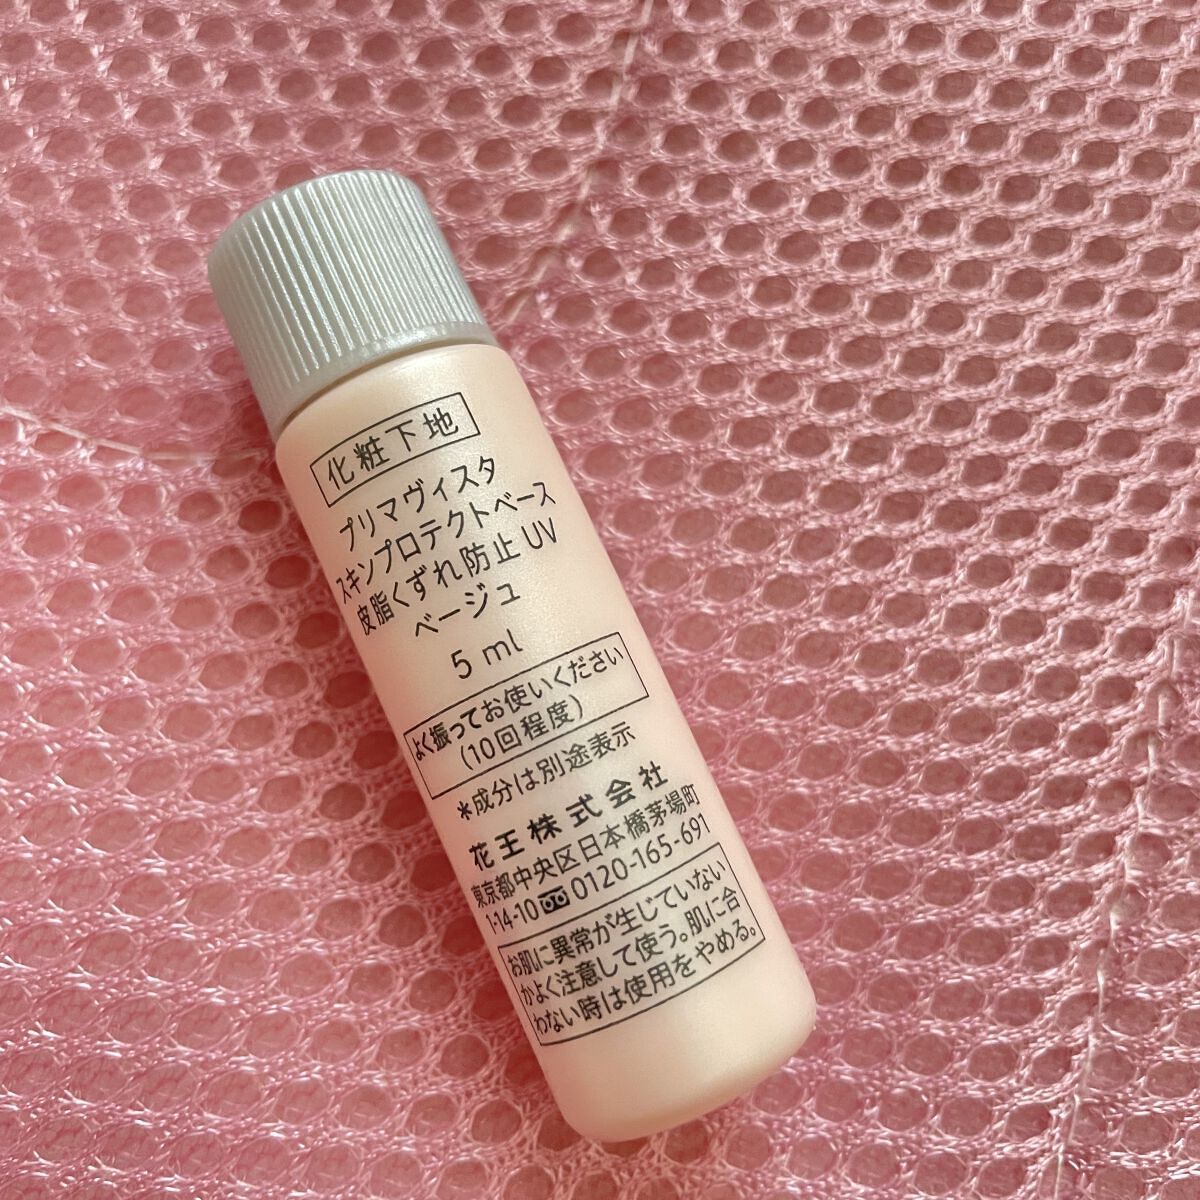 化粧下地
プリマヴィスタ
スキンプロテクトベース
皮脂くずれ防止 UV
ベージュ
5 ml
よく振ってお使いください
(10回程度)
*成分は別途表示
花王株式会社
東京都中央区日本橋茅場町
1-14-10 0120-165-691
お肌に異常が生じていない
かよく注意して使う。肌に合
わない時は使用をやめる。